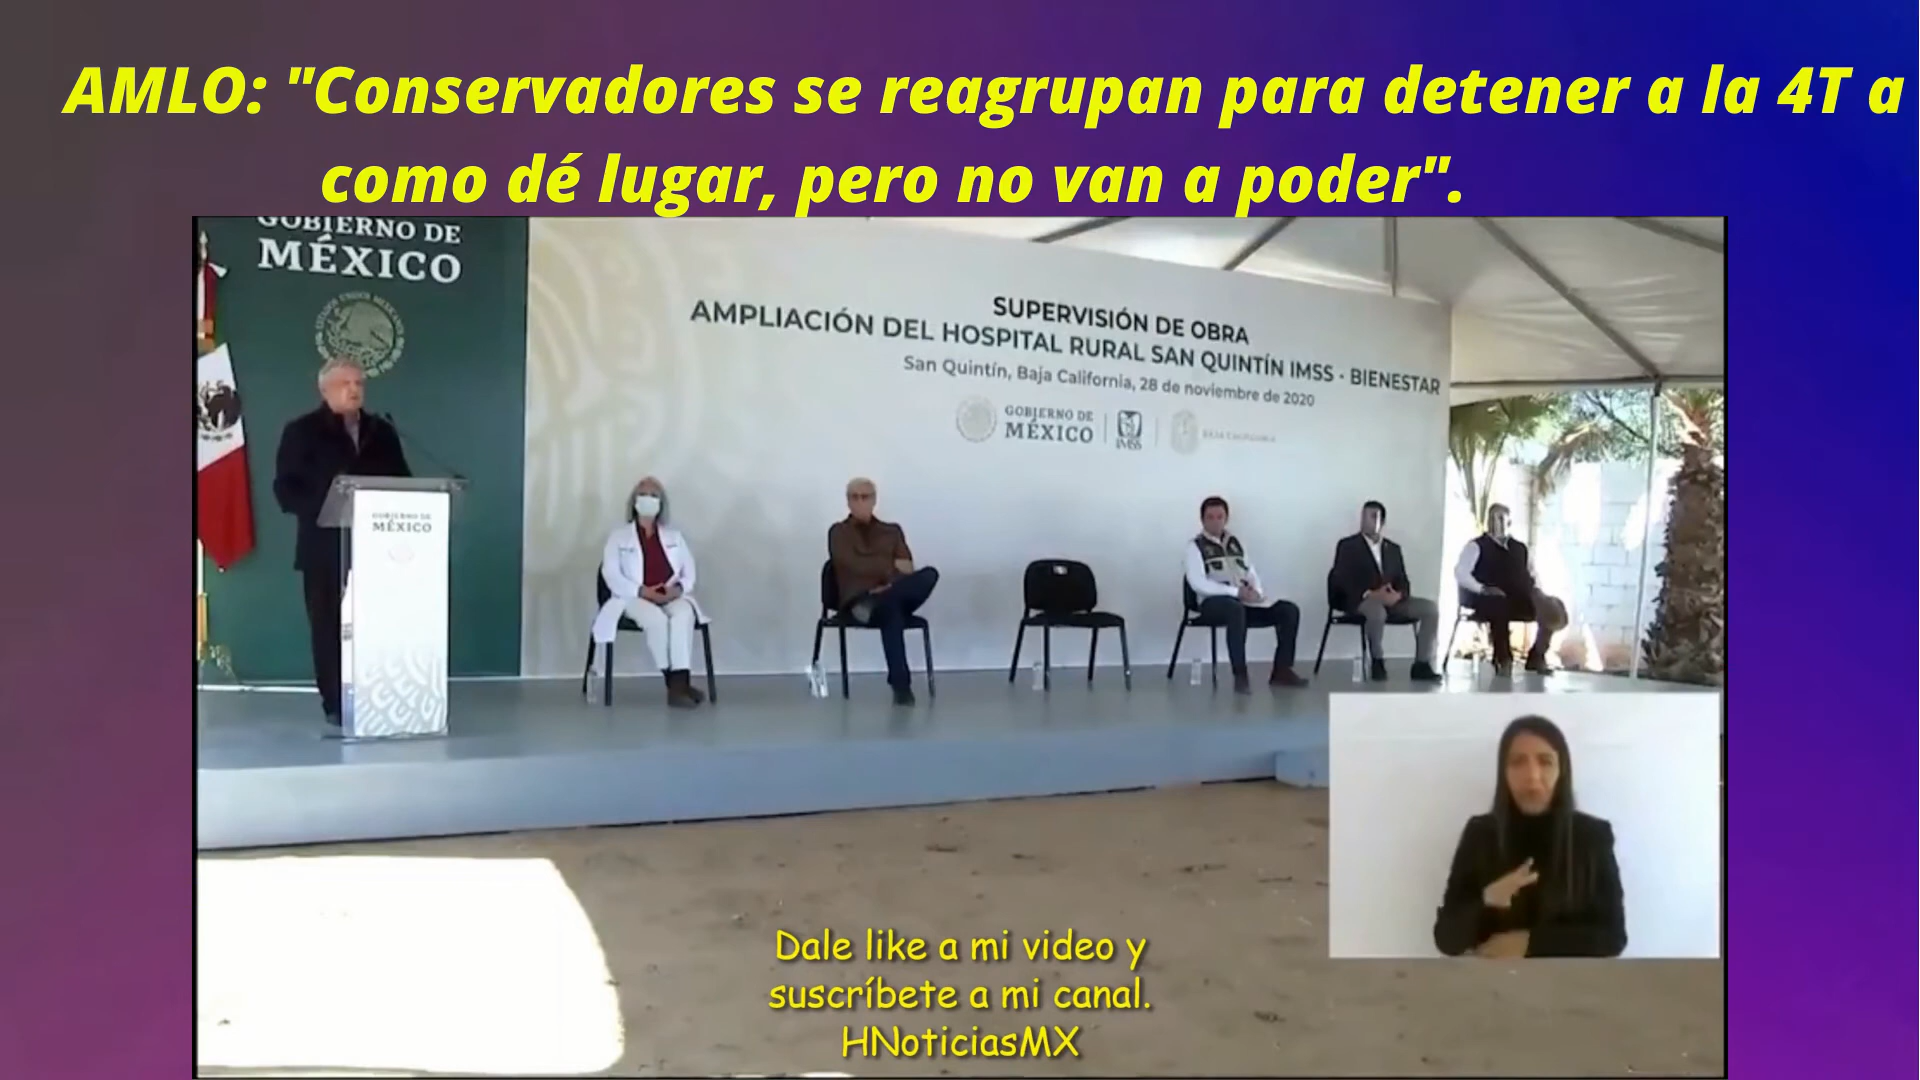 AMLO: "Conservadores se reagrupan para detener a la 4T a
como dé lugar, pero no van a poder".
GOBIERNO DE
MÉXICO
SUPERVISIÓN DE OBRA
AMPLIACIÓN DEL HOSPITAL RURAL SAN QUINTÍN IMSS - BIENESTAR
San Quintín, Baja California, 28 de noviembre de 2020
GOBIERNO DE
MÉXICO
IMSS
BAJA CALIFORNIA
GOBIERNO DE
MÉXICO
Dale like a mi video y
suscríbete a mi canal.
HNoticiasMX